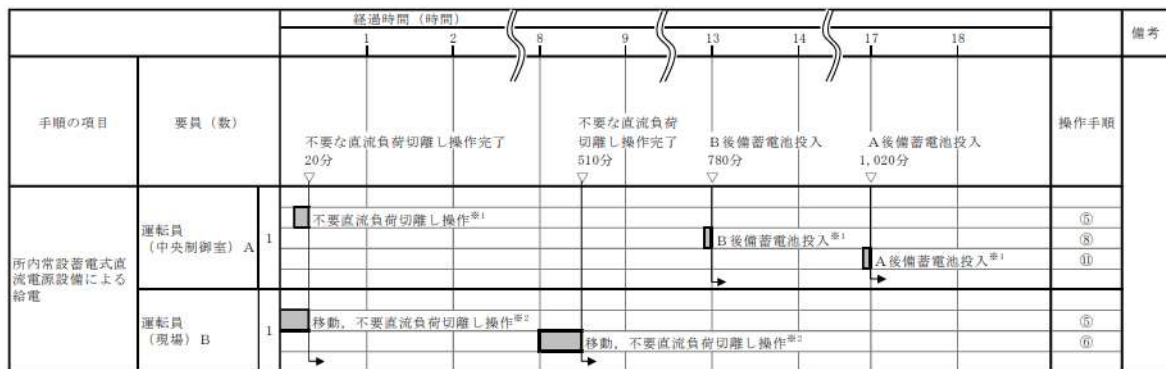 経過時間（時間）
備考
1 2 8 9 13 14 17 18
手順の項目
要員（数）
操作手順
不要な直流負荷切離し操作完了
20分
不要な直流負荷
切離し操作完了
510分
B後備蓄電池投入
780分
A後備蓄電池投入
1,020分
所内常設蓄電式直
流電源設備による
給電
運転員
（中央制御室）A
1
不要直流負荷切離し操作※1
⑤
B後備蓄電池投入※1
⑧
A後備蓄電池投入※1
⑪
運転員
（現場）B
1
移動，不要直流負荷切離し操作※2
⑤
移動，不要直流負荷切離し操作※2
⑥